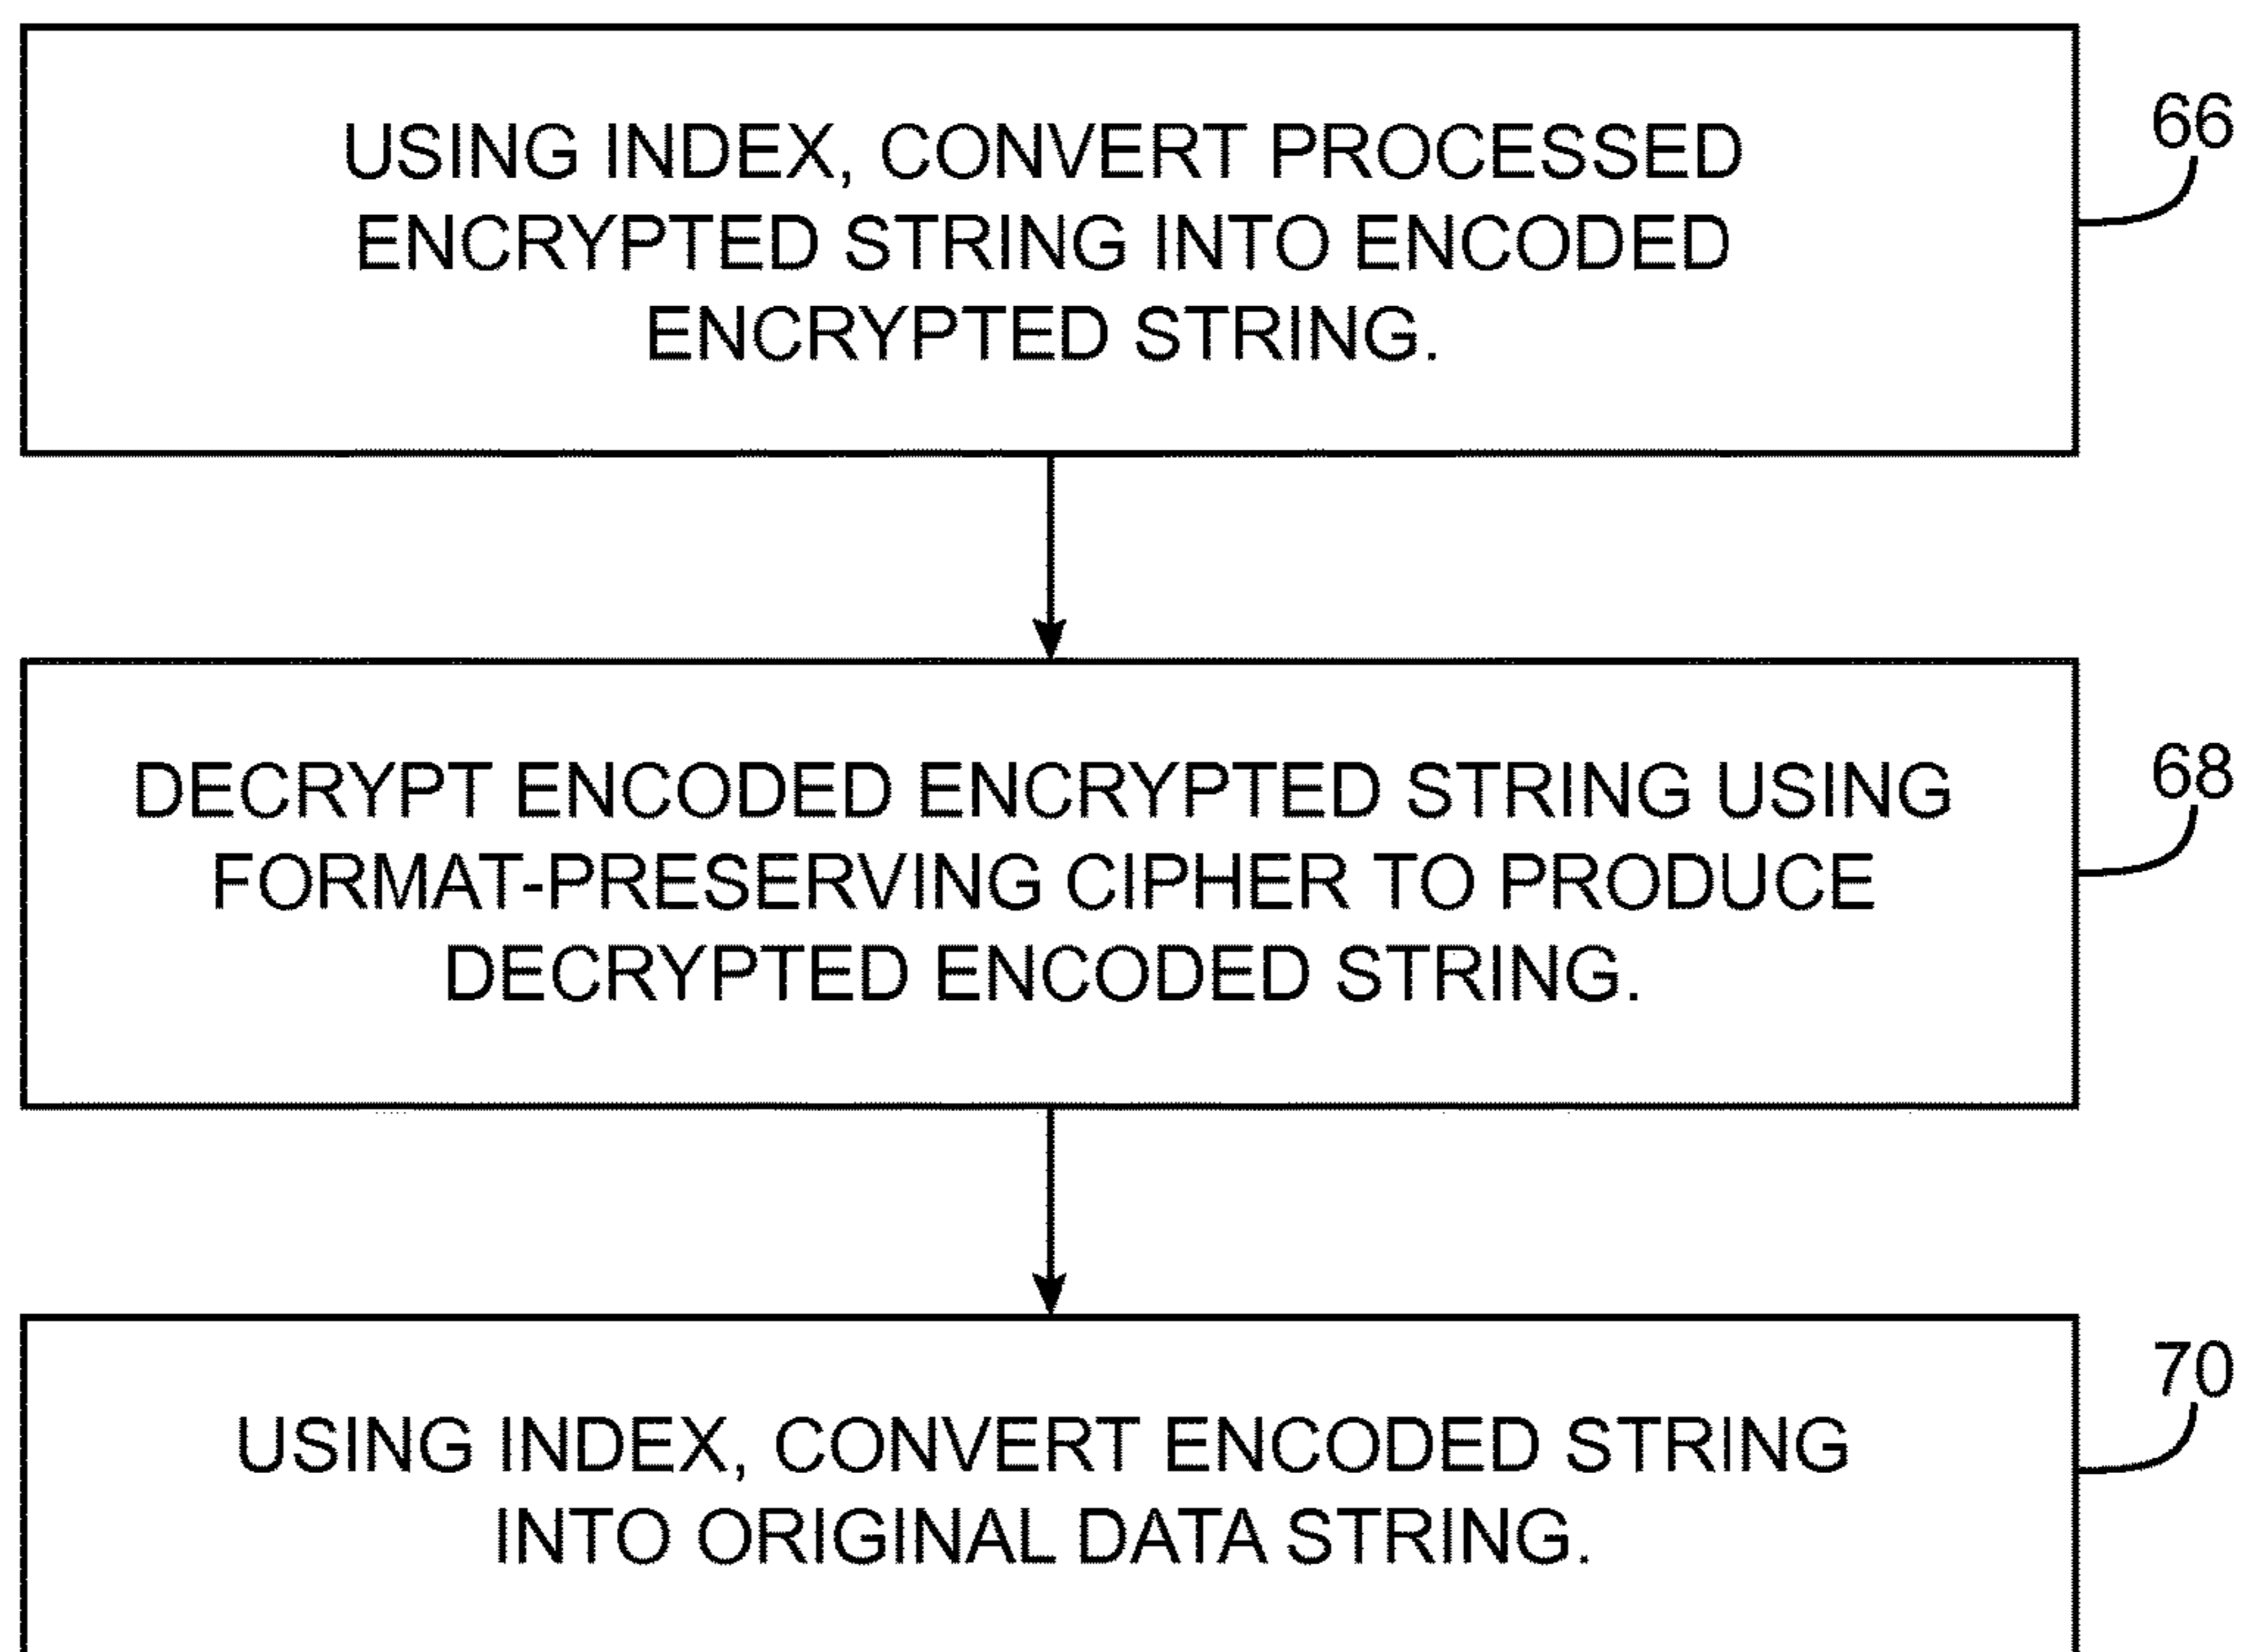 USING INDEX, CONVERT PROCESSED
ENCRYPTED STRING INTO ENCODED
ENCRYPTED STRING.
66
DECRYPT ENCODED ENCRYPTED STRING USING
FORMAT-PRESERVING CIPHER TO PRODUCE
DECRYPTED ENCODED STRING.
68
USING INDEX, CONVERT ENCODED STRING
INTO ORIGINAL DATA STRING.
70